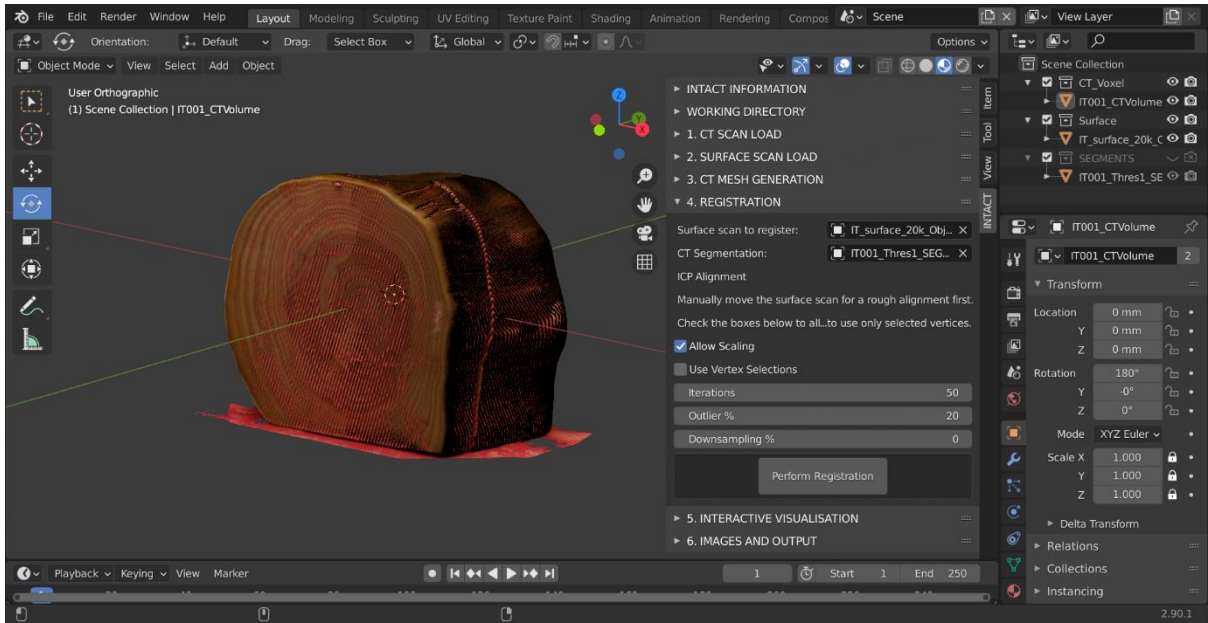 File Edit Render Window Help Layout Modeling Sculpting UV Editing Texture Paint Shading Animation Rendering Compos Scene View Layer
Orientation: Default Drag: Select Box Global Options
Object Mode View Select Add Object
User Orthographic
(1) Scene Collection | IT001_CTVolume
Z
Y
X
INTACT INFORMATION
WORKING DIRECTORY
1. CT SCAN LOAD
2. SURFACE SCAN LOAD
3. CT MESH GENERATION
4. REGISTRATION
Surface scan to register: IT_surface_20k_Obj...
CT Segmentation: IT001_Thres1_SEG...
ICP Alignment
Manually move the surface scan for a rough alignment first.
Check the boxes below to all...to use only selected vertices.
Allow Scaling
Use Vertex Selections
Iterations 50
Outlier % 20
Downsampling % 0
Perform Registration
5. INTERACTIVE VISUALISATION
6. IMAGES AND OUTPUT
Item
Tool
View
INTACT
Scene Collection
CT_Voxel
IT001_CTVolume
Surface
IT_surface_20k_C
SEGMENTS
IT001_Thres1_SE
IT001_CTVolume
IT001_CTVolume 2
Transform
Location 0 mm
Y 0 mm
Z 0 mm
Rotation 180°
Y -0°
Z 0°
Mode XYZ Euler
Scale X 1.000
Y 1.000
Z 1.000
Delta Transform
Relations
Collections
Instancing
Playback Keying View Marker 1 Start 1 End 250
2.90.1